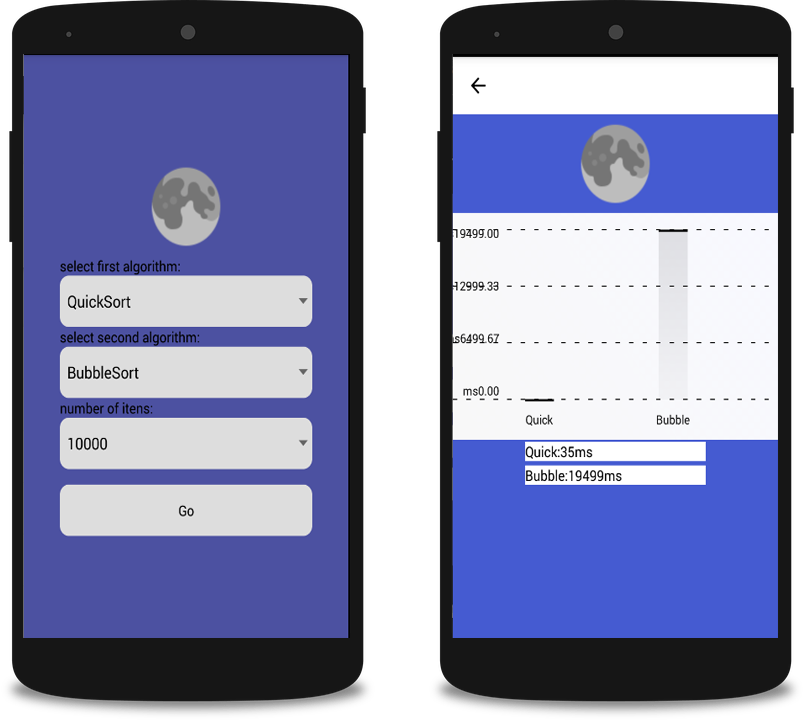 select first algorithm:
QuickSort
select second algorithm:
BubbleSort
number of itens:
10000
Go
19499.00
12999.33
s6499.67
ms0.00
Quick
Bubble
Quick:35ms
Bubble:19499ms